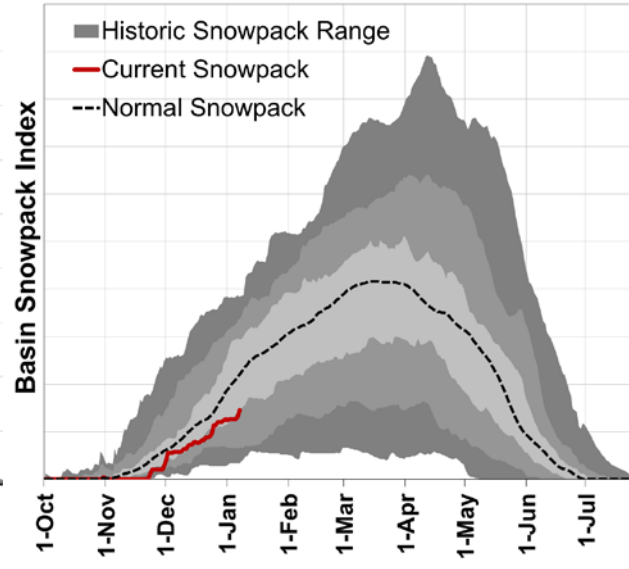 Historic Snowpack Range
Current Snowpack
Normal Snowpack
Basin Snowpack Index
1-Oct
1-Nov
1-Dec
1-Jan
1-Feb
1-Mar
1-Apr
1-May
1-Jun
1-Jul